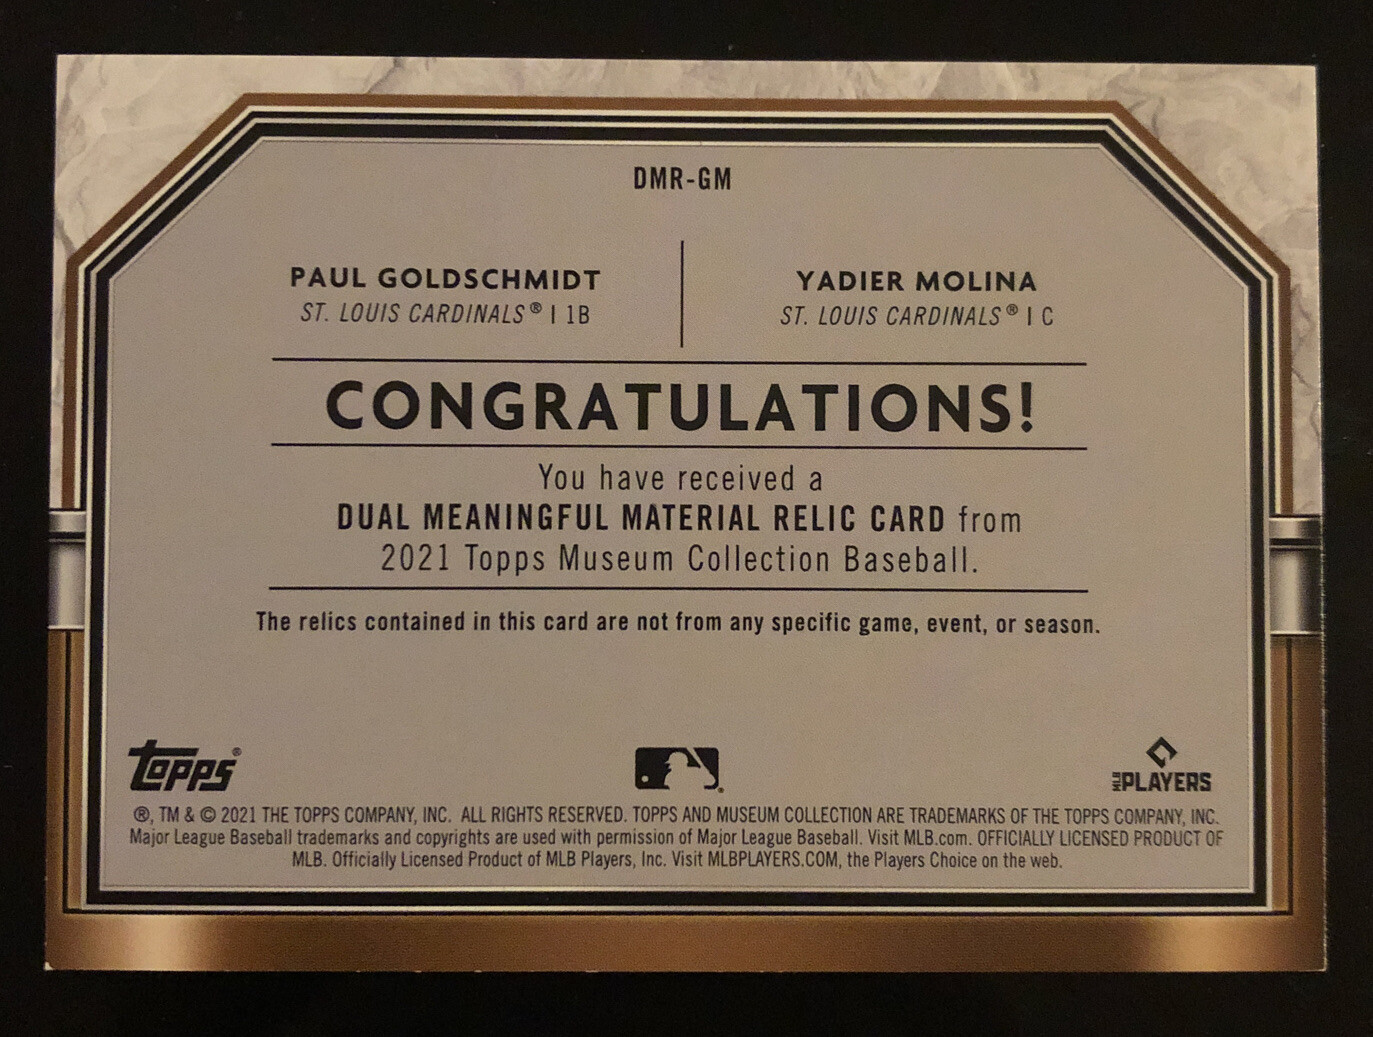 DMR-GM
PAUL GOLDSCHMIDT
ST. LOUIS CARDINALS® | 1B
YADIER MOLINA
ST. LOUIS CARDINALS® | C
CONGRATULATIONS!
You have received a
DUAL MEANINGFUL MATERIAL RELIC CARD from
2021 Topps Museum Collection Baseball.
The relics contained in this card are not from any specific game, event, or season.
Topps®
MLB PLAYERS
®, TM & © 2021 THE TOPPS COMPANY, INC. ALL RIGHTS RESERVED. TOPPS AND MUSEUM COLLECTION ARE TRADEMARKS OF THE TOPPS COMPANY, INC.
Major League Baseball trademarks and copyrights are used with permission of Major League Baseball. Visit MLB.com. OFFICIALLY LICENSED PRODUCT OF
MLB. Officially Licensed Product of MLB Players, Inc. Visit MLBPLAYERS.COM, the Players Choice on the web.